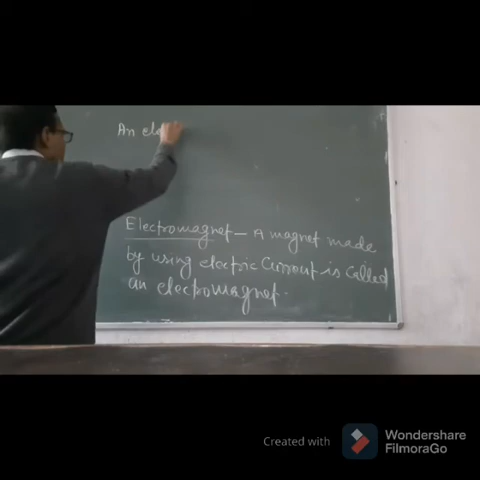 An ele
Electromagnet – A magnet made
by using electric Current is called
an electromagnet.
Created with
Wondershare
FilmoraGo